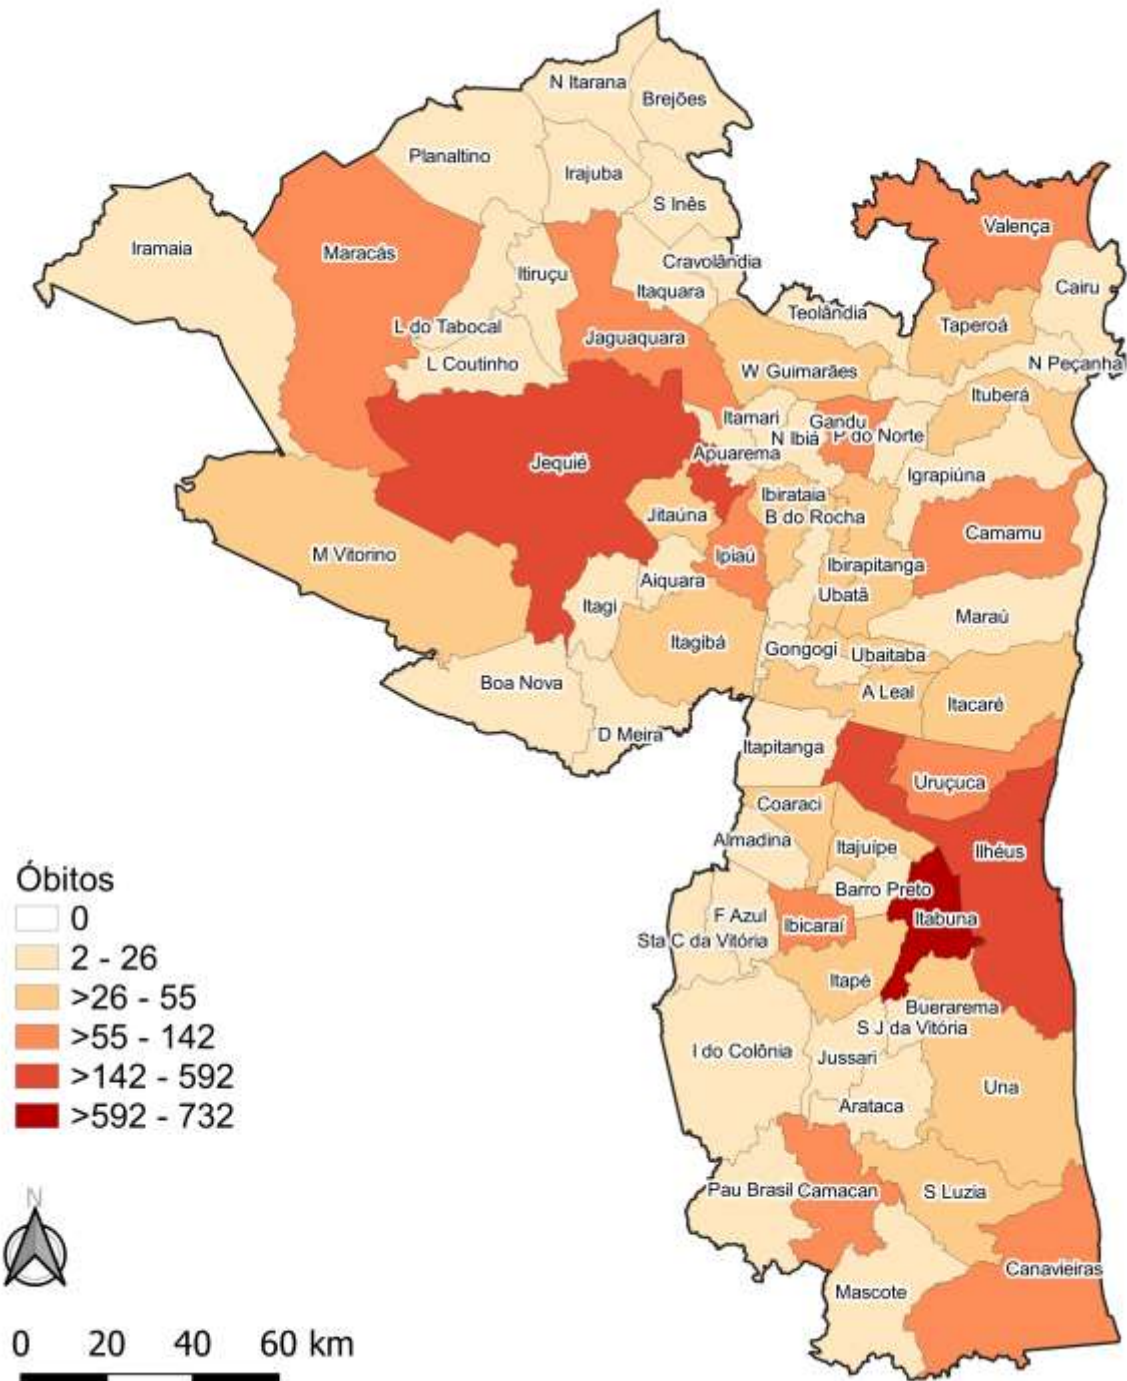 N Itarana
Brejões
Planaltino
Irajuba
S Inês
Valença
Iramaia
Maracás
Cravolândia
Itiruçu
Itaquara
Cairu
Teolândia
L do Tabocal
Jaguaquara
Taperoá
L Coutinho
N Peçanha
W Guimarães
Ituberá
Itamari
Gandu
N Ibiá
P do Norte
Apuarema
Jequié
Igrapiúna
Ibirataia
Jitaúna
B do Rocha
Camamu
M Vitorino
Ipiaú
Ibirapitanga
Aiquara
Ubatã
Itagi
Maraú
Itagibá
Gongogi
Ubaitaba
Boa Nova
A Leal
Itacaré
D Meira
Itapitanga
Uruçuca
Coaraci
Almadina
Itajuípe
Ilhéus
Barro Preto
F Azul
Ibicaraí
Itabuna
Sta C da Vitória
Itapé
Buerarema
S J da Vitória
I do Colônia
Jussari
Una
Arataca
Pau Brasil
Camacan
S Luzia
Canavieiras
Mascote
Óbitos
0
2 - 26
>26 - 55
>55 - 142
>142 - 592
>592 - 732
N
0 20 40 60 km